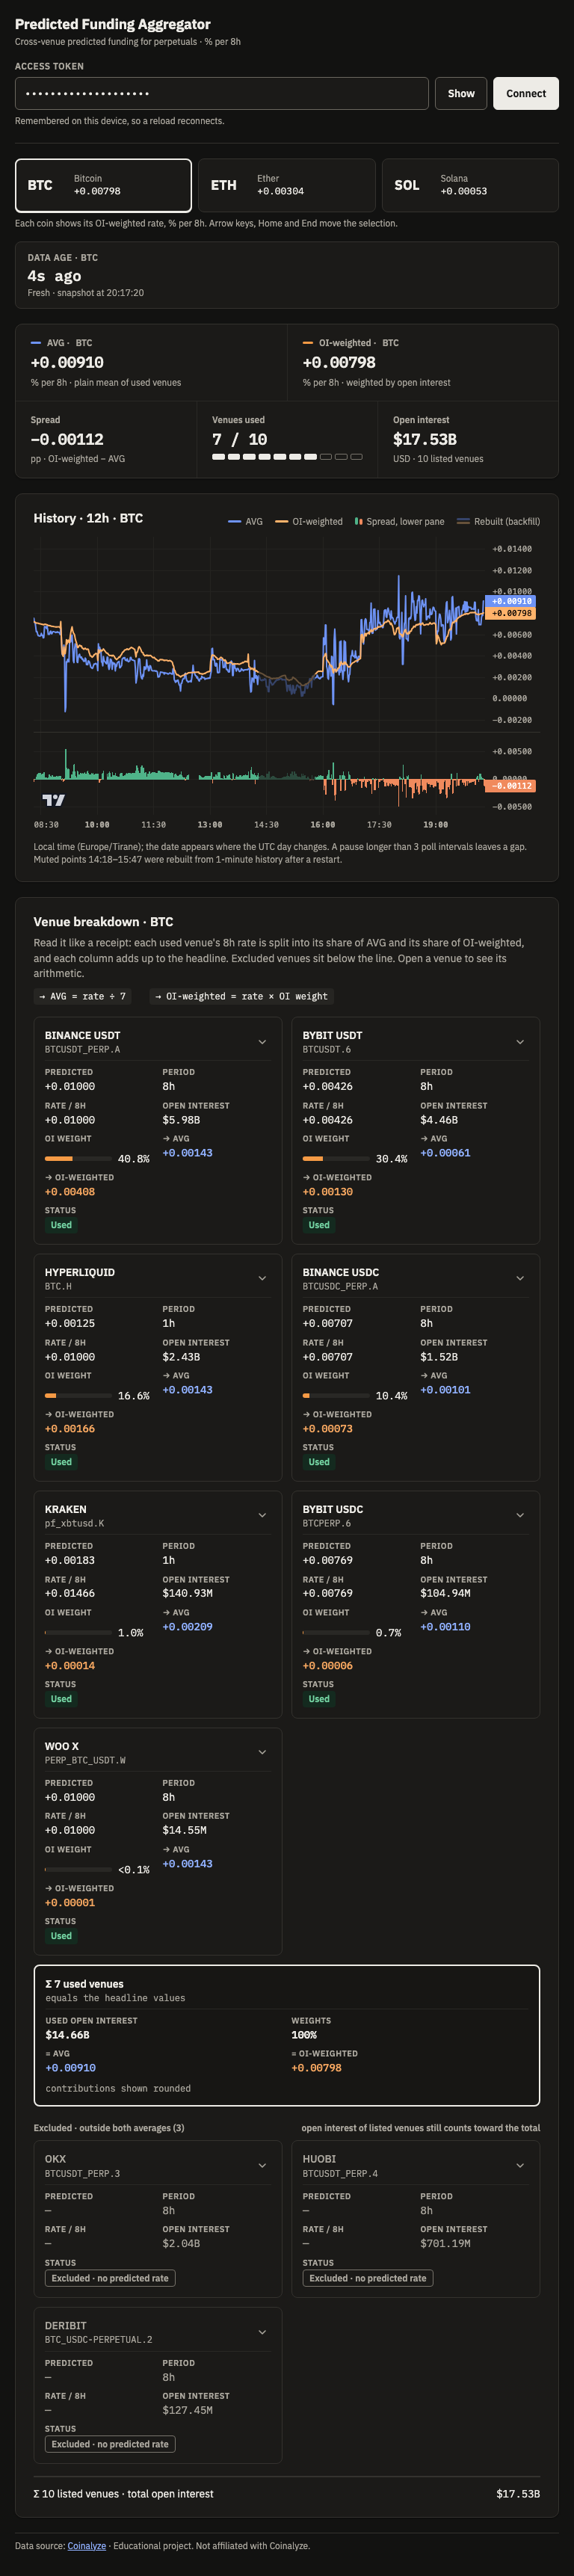 Predicted Funding Aggregator
Cross-venue predicted funding for perpetuals · % per 8h
ACCESS TOKEN
••••••••••••••••••••
Show
Connect
Remembered on this device, so a reload reconnects.
BTC
Bitcoin
+0.00798
ETH
Ether
+0.00304
SOL
Solana
+0.00053
Each coin shows its OI-weighted rate, % per 8h. Arrow keys, Home and End move the selection.
DATA AGE · BTC
4s ago
Fresh · snapshot at 20:17:20
AVG · BTC
+0.00910
% per 8h · plain mean of used venues
OI-weighted · BTC
+0.00798
% per 8h · weighted by open interest
Spread
−0.00112
pp · OI-weighted − AVG
Venues used
7 / 10
Open interest
$17.53B
USD · 10 listed venues
History · 12h · BTC
AVG
OI-weighted
Spread, lower pane
Rebuilt (backfill)
+0.01400
+0.01200
+0.01000
+0.00910
+0.00798
+0.00600
+0.00400
+0.00200
0.00000
−0.00200
+0.00500
−0.00112
−0.00500
08:30 10:00 11:30 13:00 14:30 16:00 17:30 19:00
Local time (Europe/Tirane); the date appears where the UTC day changes. A pause longer than 3 poll intervals leaves a gap.
Muted points 14:18–15:47 were rebuilt from 1-minute history after a restart.
Venue breakdown · BTC
Read it like a receipt: each used venue's 8h rate is split into its share of AVG and its share of OI-weighted,
and each column adds up to the headline. Excluded venues sit below the line. Open a venue to see its
arithmetic.
→ AVG = rate ÷ 7
→ OI-weighted = rate × OI weight
BINANCE USDT
BTCUSDT_PERP.A
PREDICTED
+0.01000
PERIOD
8h
RATE / 8H
+0.01000
OPEN INTEREST
$5.98B
OI WEIGHT
40.8%
→ AVG
+0.00143
→ OI-WEIGHTED
+0.00408
STATUS
Used
BYBIT USDT
BTCUSDT.6
PREDICTED
+0.00426
PERIOD
8h
RATE / 8H
+0.00426
OPEN INTEREST
$4.46B
OI WEIGHT
30.4%
→ AVG
+0.00061
→ OI-WEIGHTED
+0.00130
STATUS
Used
HYPERLIQUID
BTC.H
PREDICTED
+0.00125
PERIOD
1h
RATE / 8H
+0.01000
OPEN INTEREST
$2.43B
OI WEIGHT
16.6%
→ AVG
+0.00143
→ OI-WEIGHTED
+0.00166
STATUS
Used
BINANCE USDC
BTCUSDC_PERP.A
PREDICTED
+0.00707
PERIOD
8h
RATE / 8H
+0.00707
OPEN INTEREST
$1.52B
OI WEIGHT
10.4%
→ AVG
+0.00101
→ OI-WEIGHTED
+0.00073
STATUS
Used
KRAKEN
pf_xbtusd.K
PREDICTED
+0.00183
PERIOD
1h
RATE / 8H
+0.01466
OPEN INTEREST
$140.93M
OI WEIGHT
1.0%
→ AVG
+0.00209
→ OI-WEIGHTED
+0.00014
STATUS
Used
BYBIT USDC
BTCPERP.6
PREDICTED
+0.00769
PERIOD
8h
RATE / 8H
+0.00769
OPEN INTEREST
$104.94M
OI WEIGHT
0.7%
→ AVG
+0.00110
→ OI-WEIGHTED
+0.00006
STATUS
Used
WOO X
PERP_BTC_USDT.W
PREDICTED
+0.01000
PERIOD
8h
RATE / 8H
+0.01000
OPEN INTEREST
$14.55M
OI WEIGHT
<0.1%
→ AVG
+0.00143
→ OI-WEIGHTED
+0.00001
STATUS
Used
Σ 7 used venues
equals the headline values
USED OPEN INTEREST
$14.66B
WEIGHTS
100%
= AVG
+0.00910
= OI-WEIGHTED
+0.00798
contributions shown rounded
Excluded · outside both averages (3)
open interest of listed venues still counts toward the total
OKX
BTCUSDT_PERP.3
PREDICTED
—
PERIOD
8h
RATE / 8H
—
OPEN INTEREST
$2.04B
STATUS
Excluded · no predicted rate
HUOBI
BTCUSDT_PERP.4
PREDICTED
—
PERIOD
8h
RATE / 8H
—
OPEN INTEREST
$701.19M
STATUS
Excluded · no predicted rate
DERIBIT
BTC_USDC-PERPETUAL.2
PREDICTED
—
PERIOD
8h
RATE / 8H
—
OPEN INTEREST
$127.45M
STATUS
Excluded · no predicted rate
Σ 10 listed venues · total open interest
$17.53B
Data source: Coinalyze · Educational project. Not affiliated with Coinalyze.